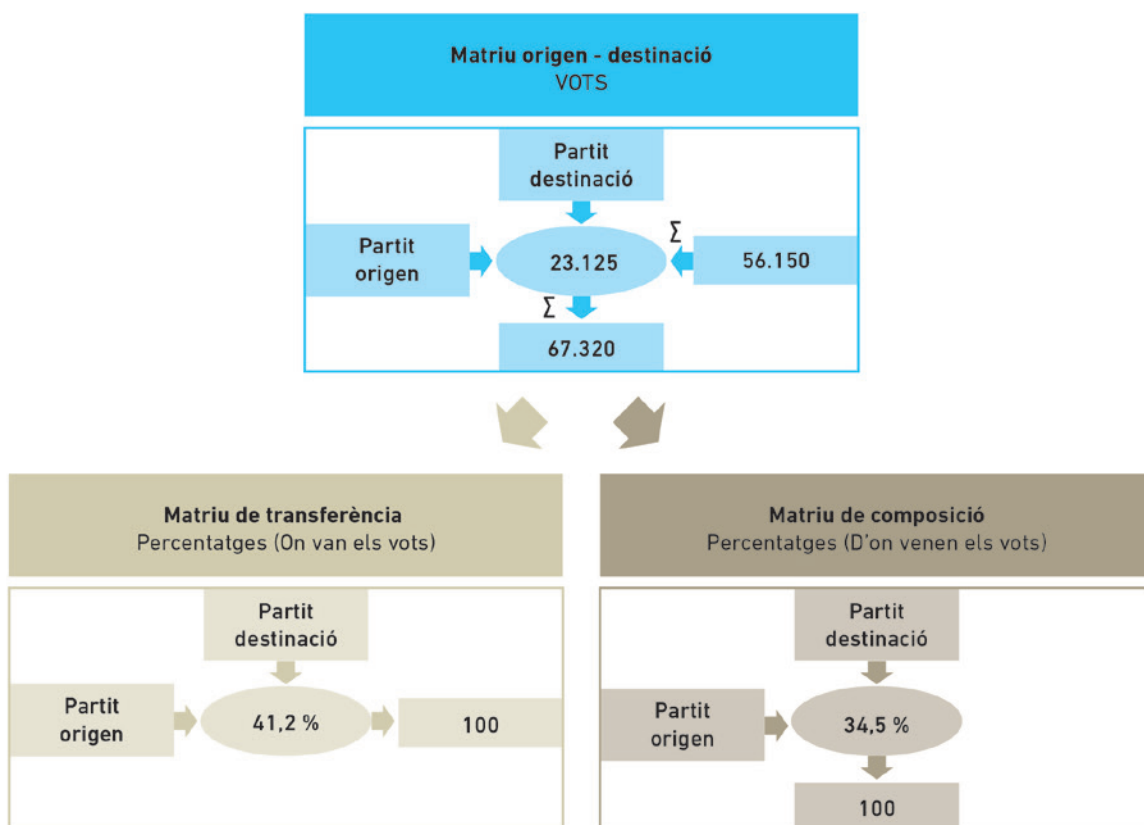 Matriu origen - destinació
VOTS
Partit
destinació
Σ
Partit
origen
23.125
56.150
Σ
67.320
Matriu de transferència
Percentatges (On van els vots)
Partit
destinació
Partit
origen
41,2 %
100
Matriu de composició
Percentatges (D'on venen els vots)
Partit
destinació
Partit
origen
34,5 %
100